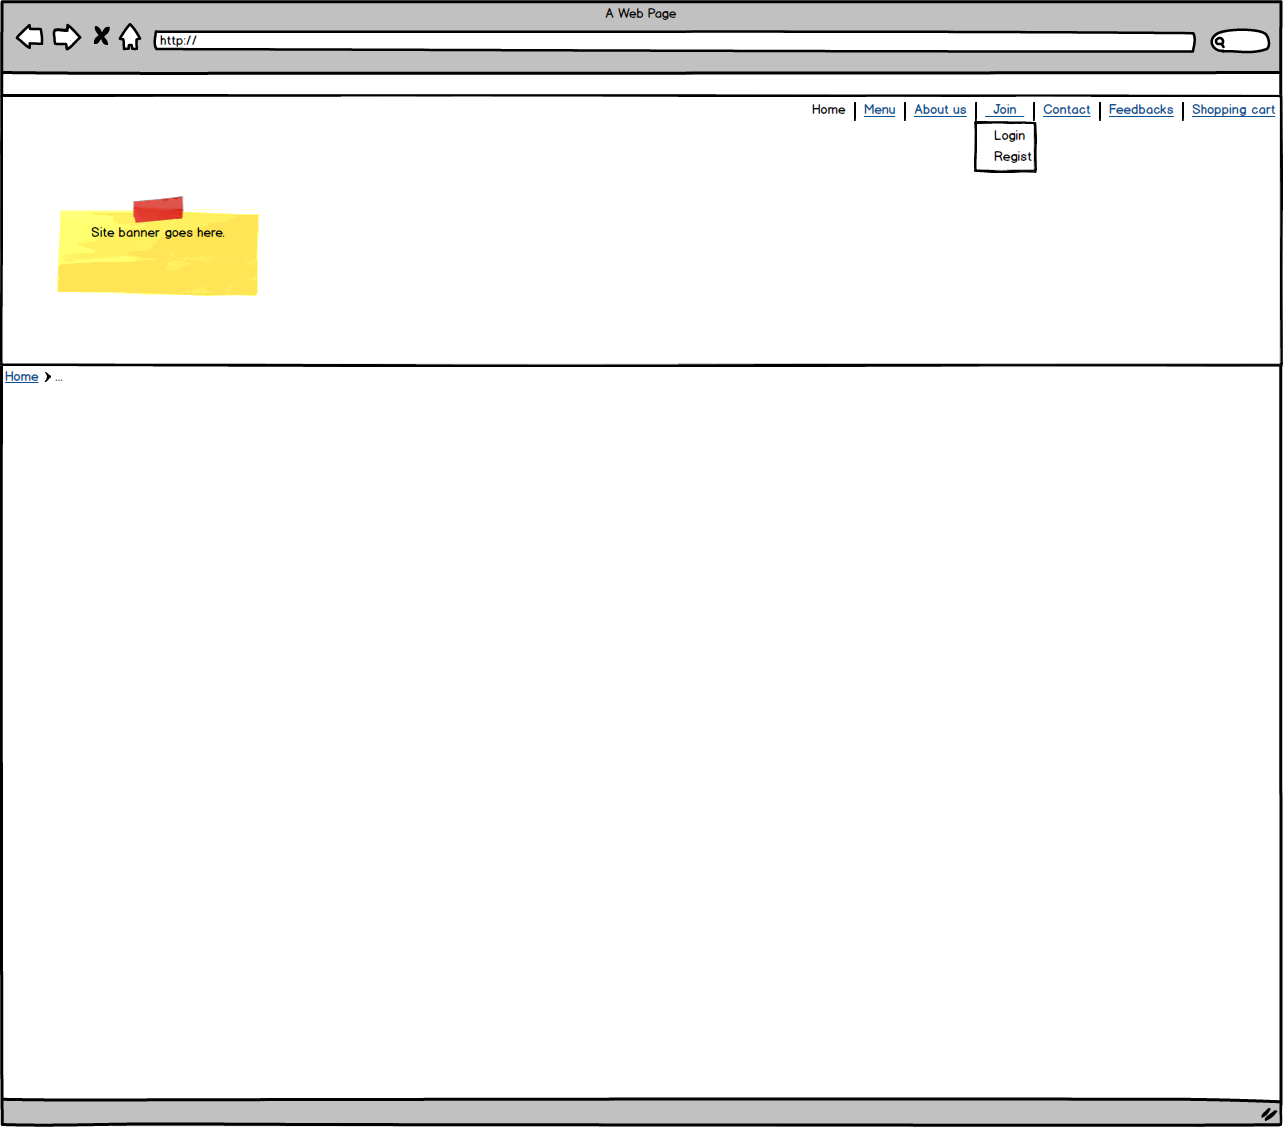 A Web Page
http://
Home Menu About us Join Contact Feedbacks Shopping cart
Login
Regist
Site banner goes here.
Home > ...